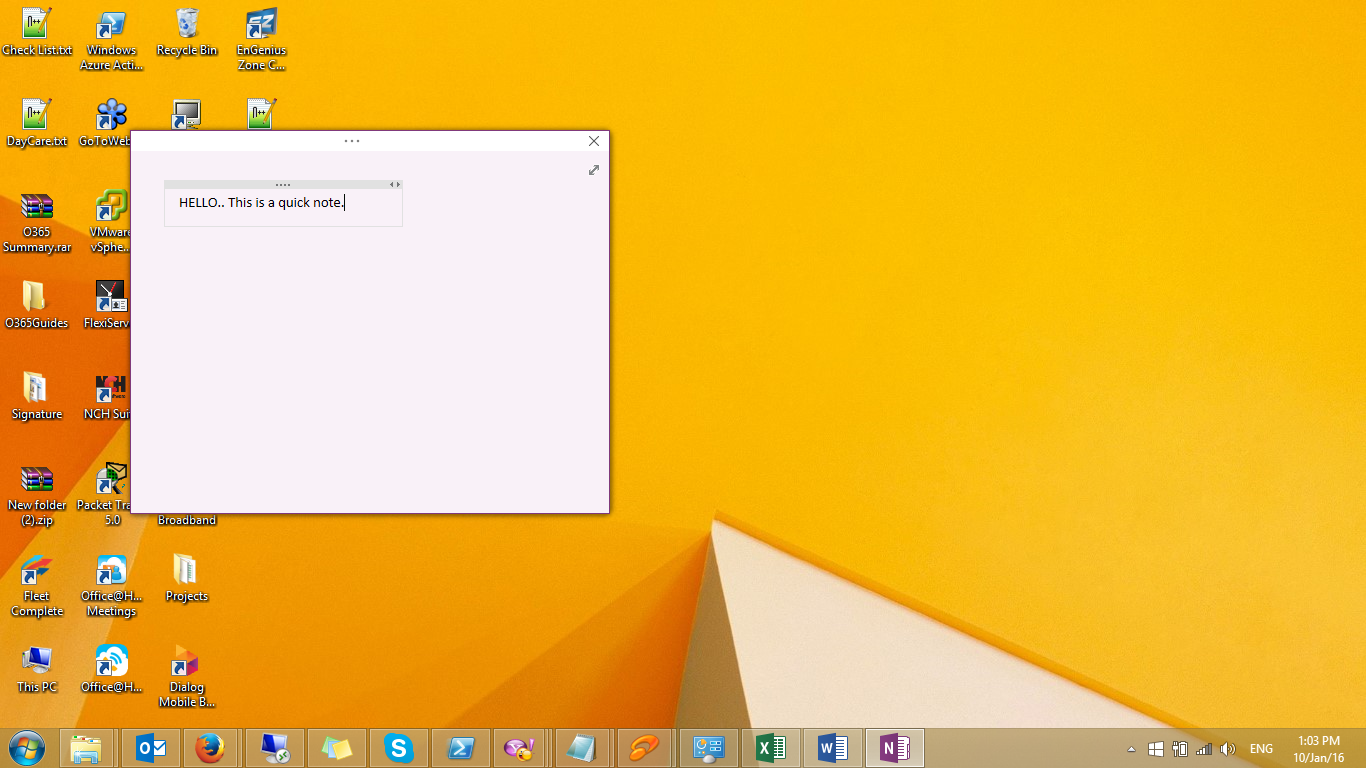 Check List.txt
Windows
Azure Acti...
Recycle Bin
EnGenius
Zone C...
DayCare.txt
GoToWeb
HELLO.. This is a quick note.
O365
Summary.rar
VMware
vSphe..
O365Guides
FlexiServ
Signature
NCH Sui
New folder
(2).zip
Packet Tra
5.0
Broadband
Fleet
Complete
Office@H...
Meetings
Projects
This PC
Office@H...
Dialog
Mobile B...
ENG
1:03 PM
10/Jan/16